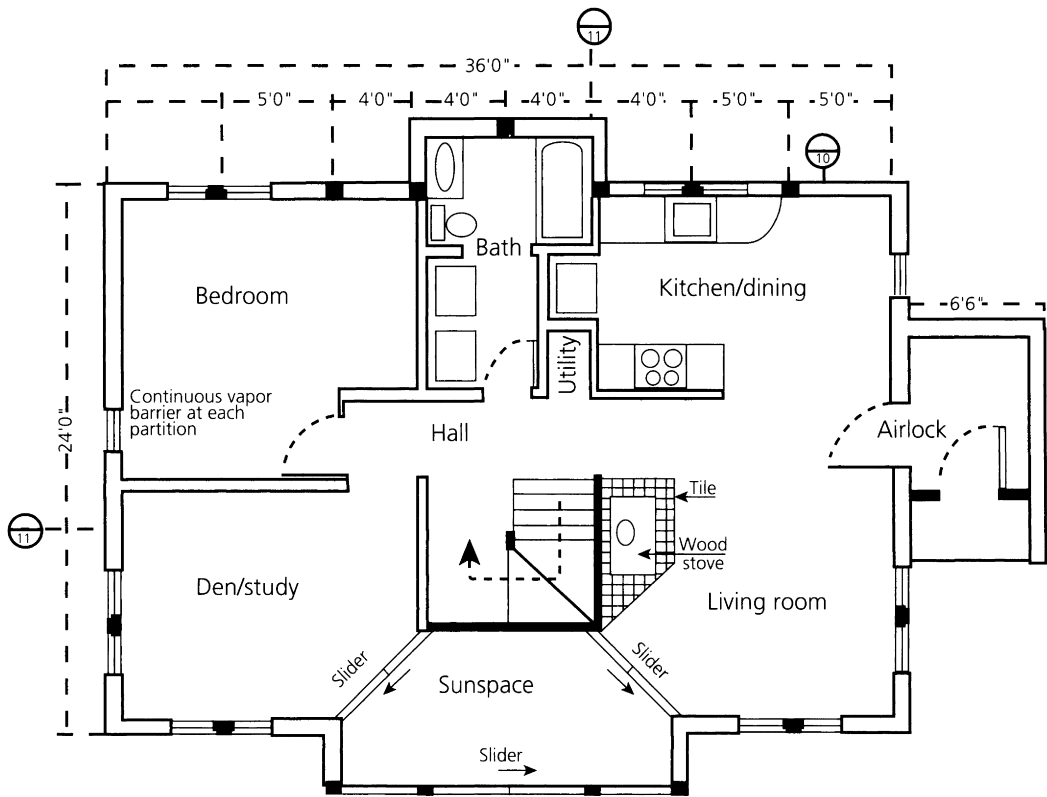 11
36'0"
5'0"
4'0"
4'0"
4'0"
4'0"
5'0"
5'0"
10
Bath
Bedroom
Kitchen/dining
6'6"
Utility
Continuous vapor
barrier at each
partition
24'0"
Hall
Airlock
Tile
11
Wood
stove
Den/study
Living room
Slider
Slider
Sunspace
Slider